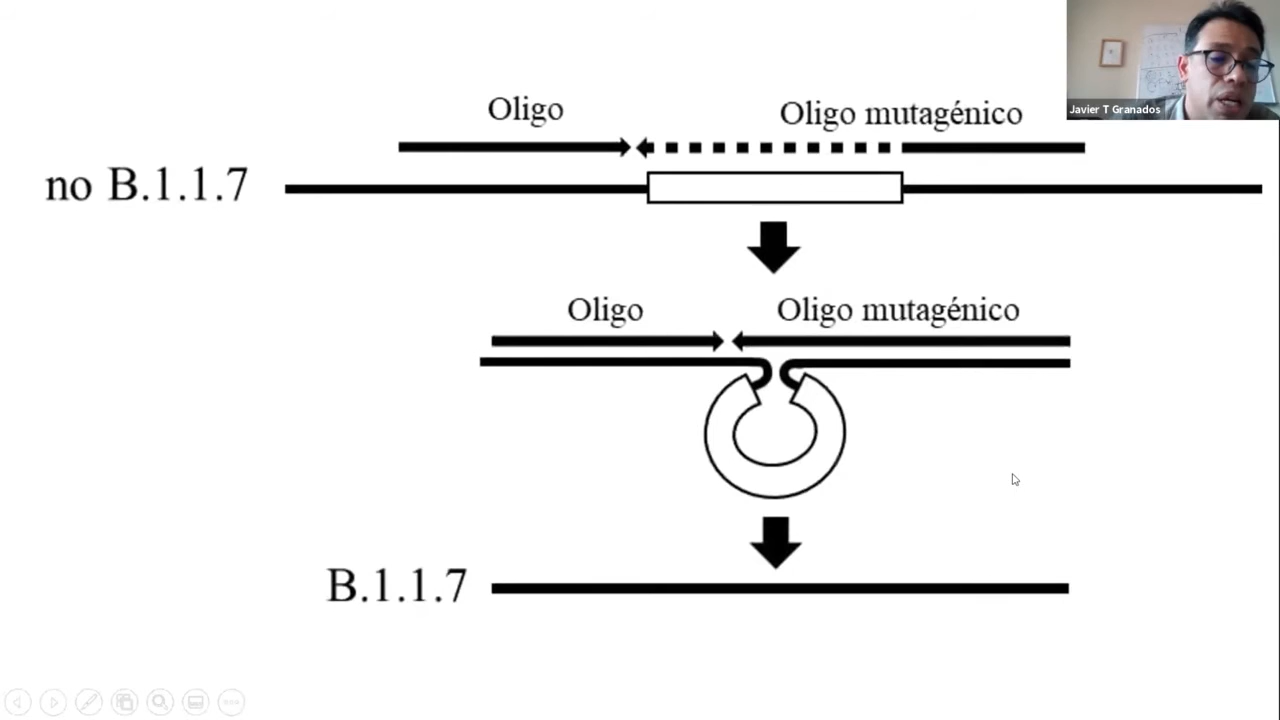 Oligo
Oligo mutagénico
Javier T Granados
no B.1.1.7
Oligo
Oligo mutagénico
B.1.1.7